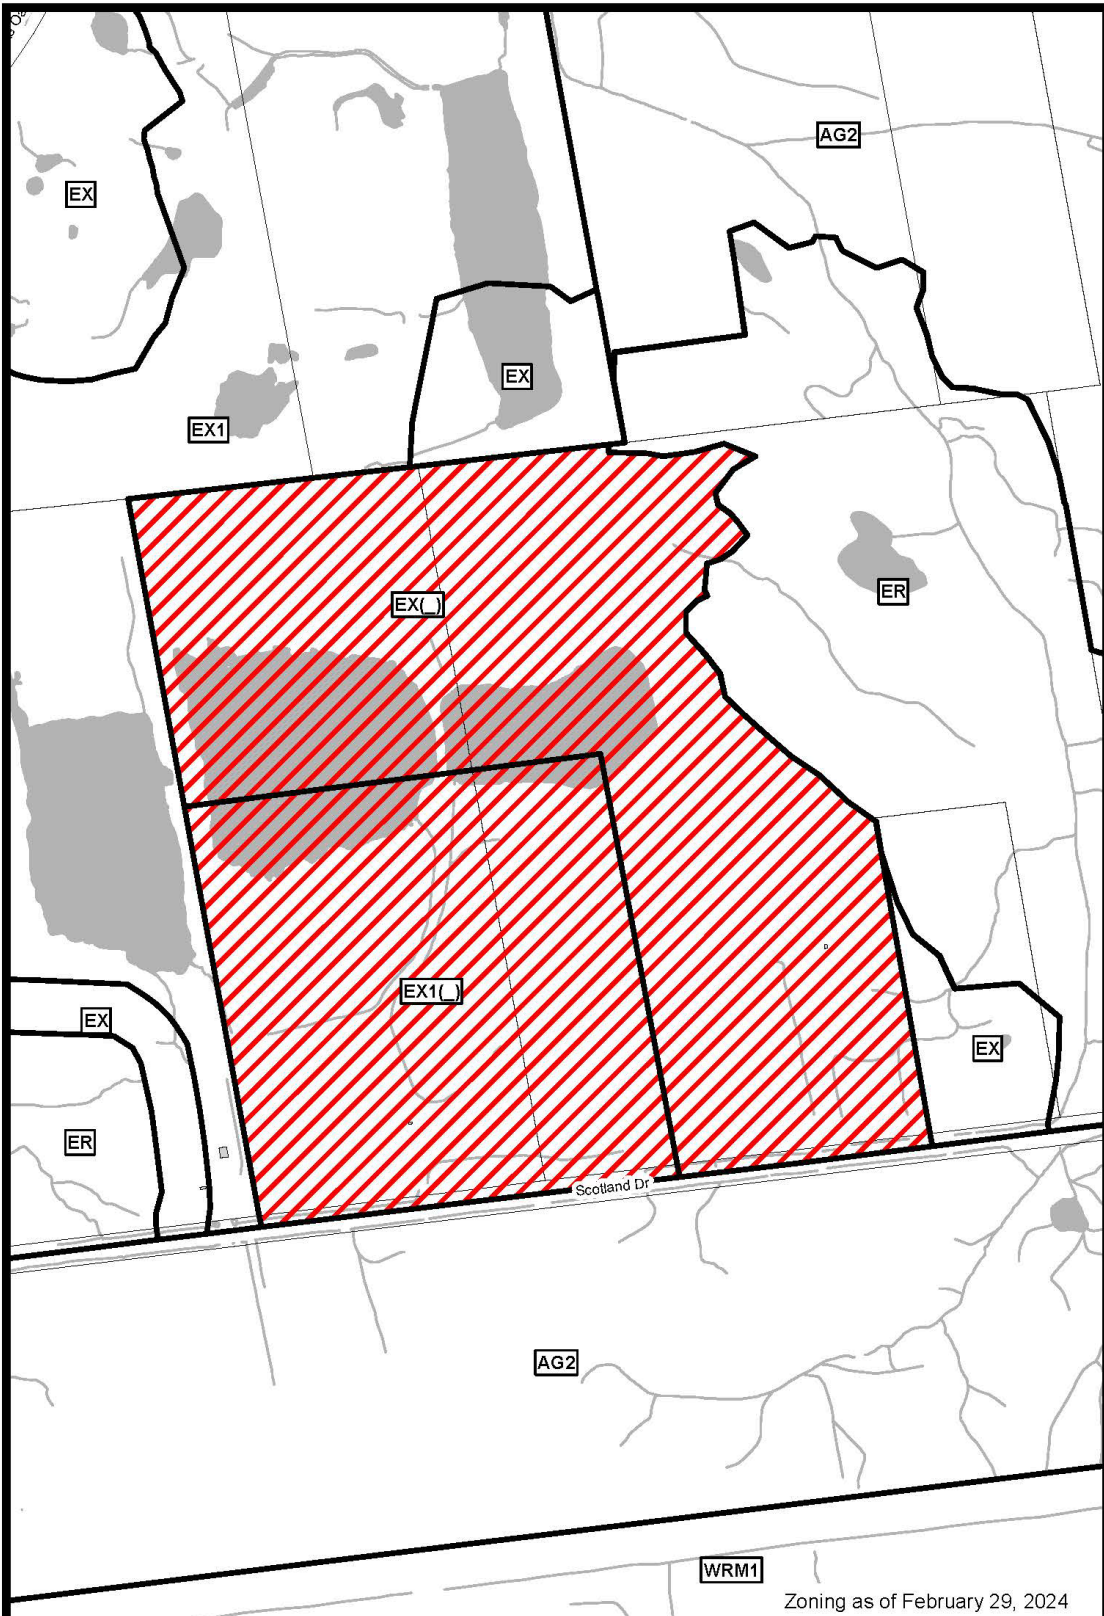 AG2
EX
EX
EX1
ER
EX(_)
EX1(_)
EX
EX
ER
Scotland Dr
AG2
WRM1
Zoning as of February 29, 2024